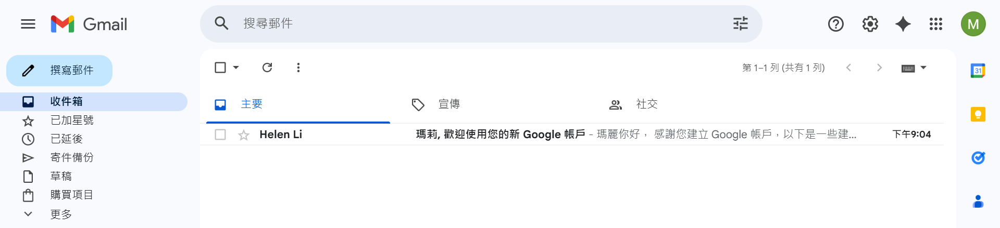 Gmail
搜尋郵件
M
撰寫郵件
收件箱
已加星號
已延後
寄件備份
草稿
購買項目
更多
第 1–1 列 (共有 1 列)
主要
宣傳
社交
Helen Li 瑪莉, 歡迎使用您的新 Google 帳戶 - 瑪麗你好， 感謝您建立 Google 帳戶，以下是一些建... 下午9:04
31